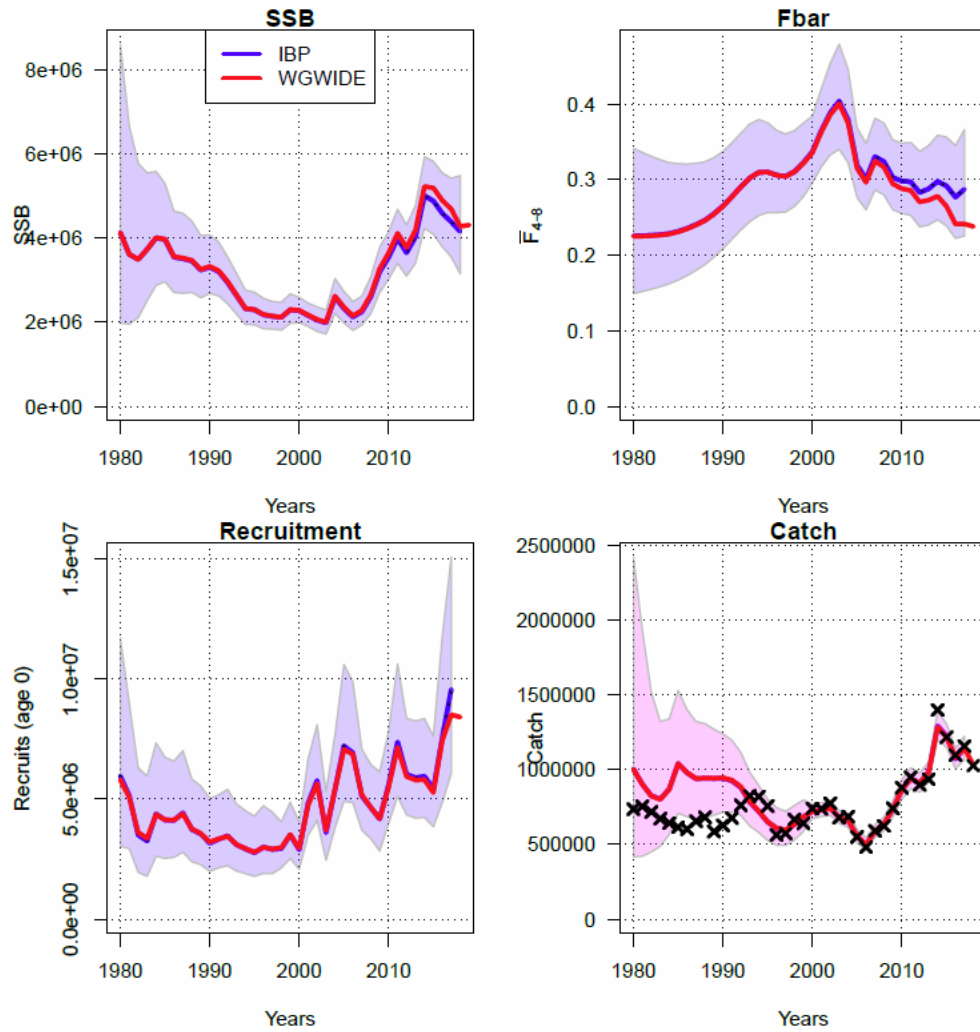 SSB
IBP
WGWIDE
8e+06
6e+06
4e+06
2e+06
0e+00
SSB
1980 1990 2000 2010
Years
Fbar
0.4
0.3
0.2
0.1
0.0
F4-8
1980 1990 2000 2010
Years
Recruitment
1.5e+07
1.0e+07
5.0e+06
0.0e+00
Recruits (age 0)
1980 1990 2000 2010
Years
Catch
2500000
2000000
1500000
1000000
500000
0
Catch
1980 1990 2000 2010
Years